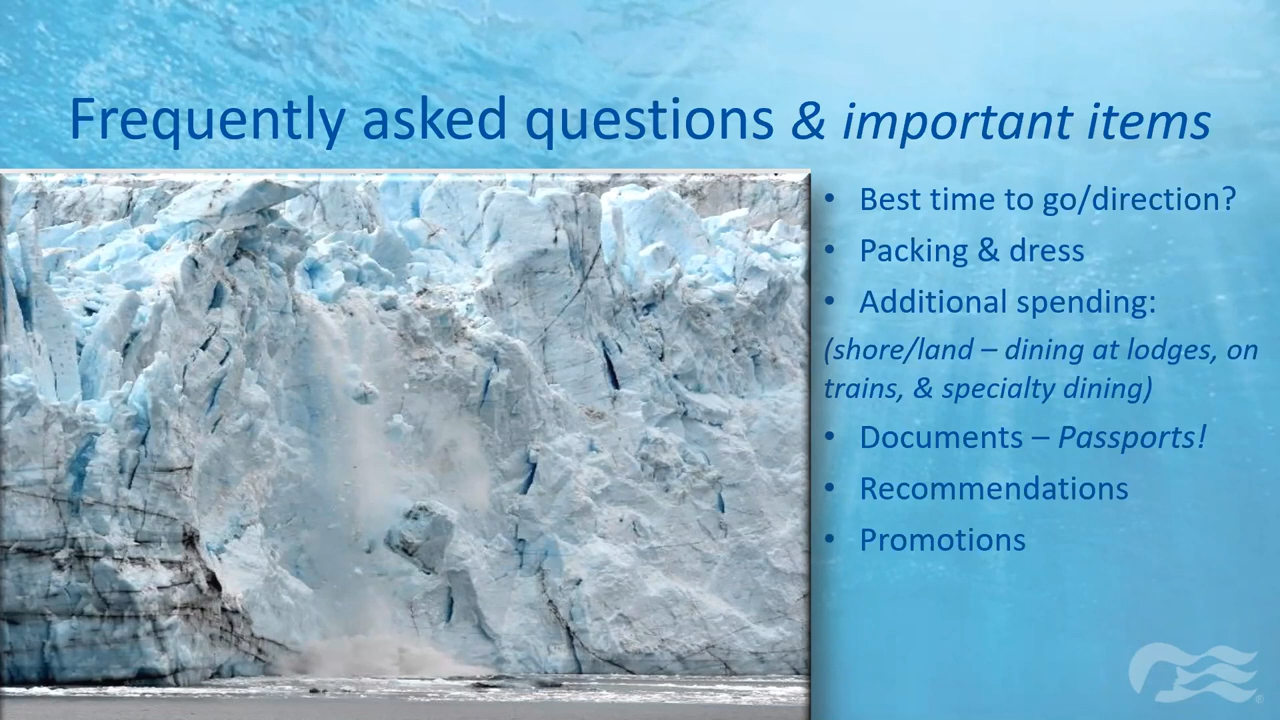 Frequently asked questions & important items
• Best time to go/direction?
• Packing & dress
• Additional spending:
(shore/land – dining at lodges, on
trains, & specialty dining)
• Documents – Passports!
• Recommendations
• Promotions
®